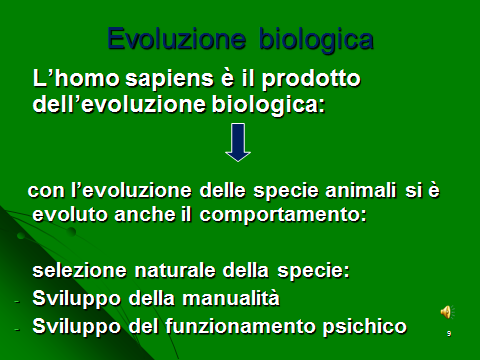 Evoluzione biologica
L’homo sapiens è il prodotto
dell’evoluzione biologica:
con l’evoluzione delle specie animali si è
evoluto anche il comportamento:
selezione naturale della specie:
- Sviluppo della manualità
- Sviluppo del funzionamento psichico
9